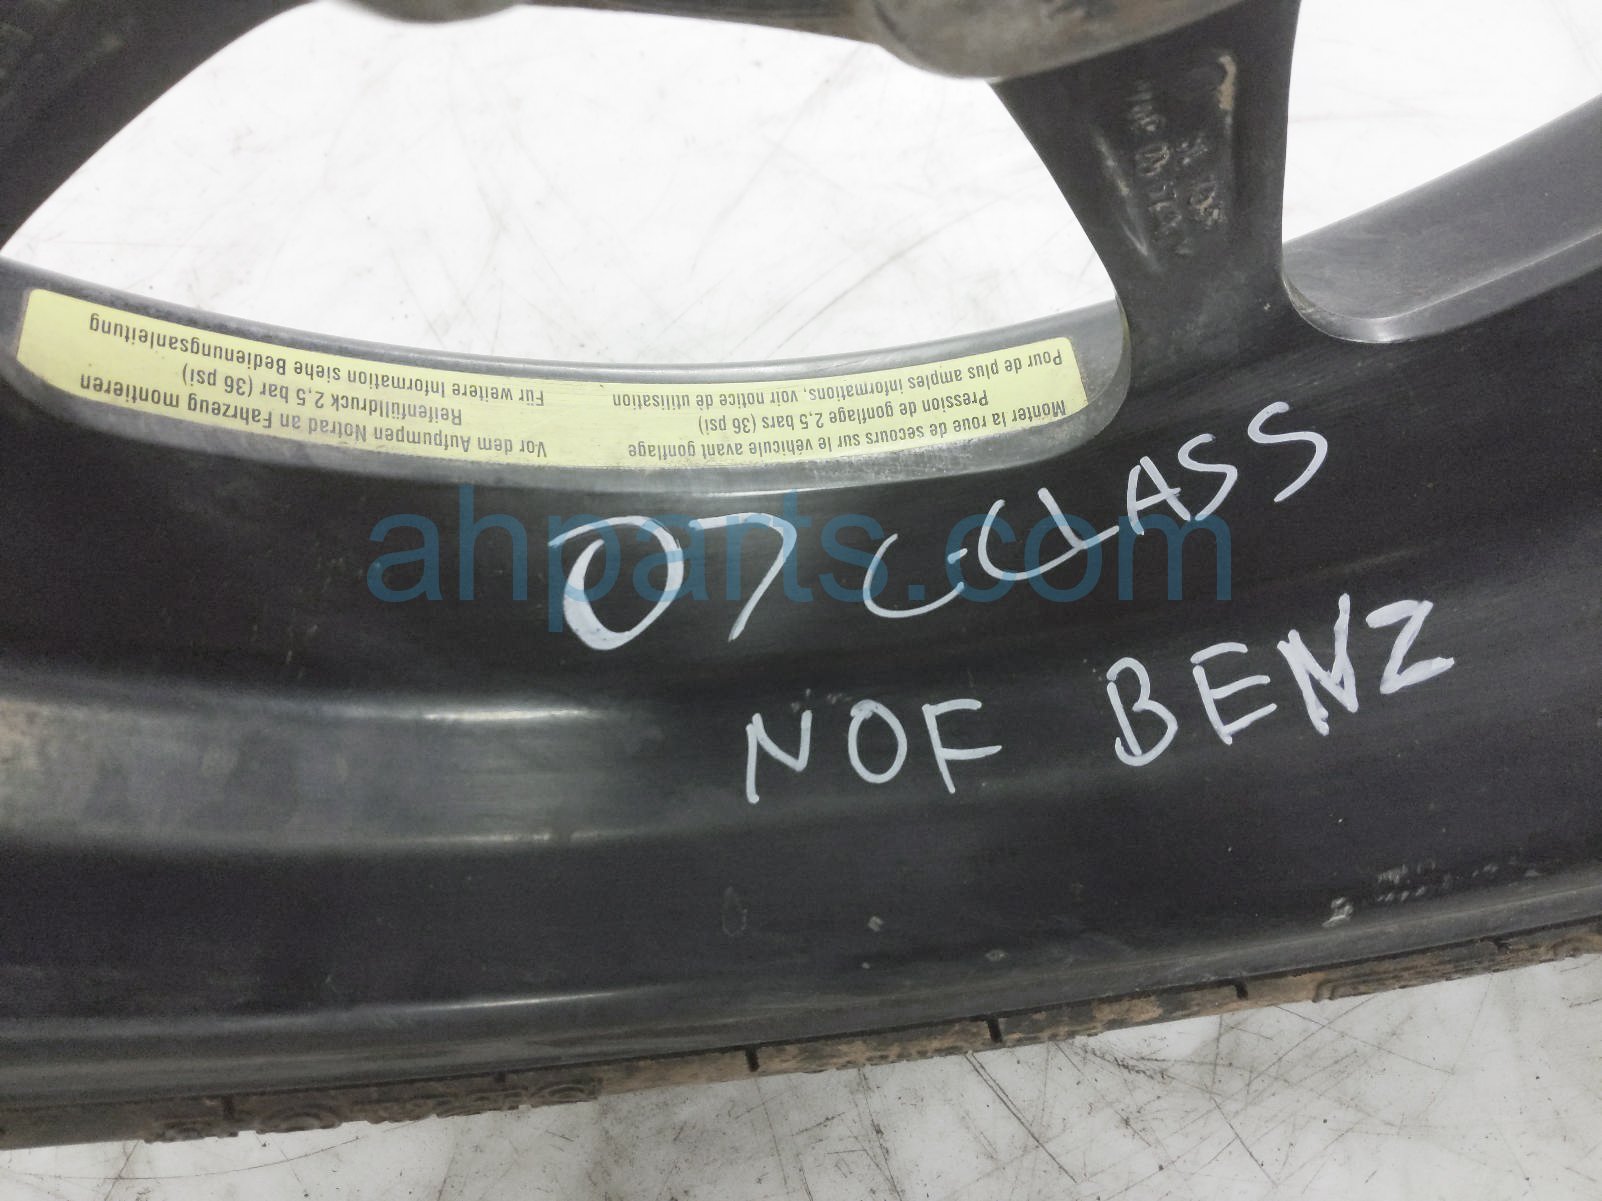 Monter la roue de secours sur le véhicule avant gonflage
Pression de gonflage 2,5 bars (36 psi)
Pour de plus amples informations, voir notice de utilisation
Vor dem Aufpumpen Notrad an Fahrzeug montieren
Reifenfülldruck 2,5 bar (36 psi)
Für weitere Information siehe Bedienungsanleitung
ahparts.com
07 C-CLASS
NOF BENZ